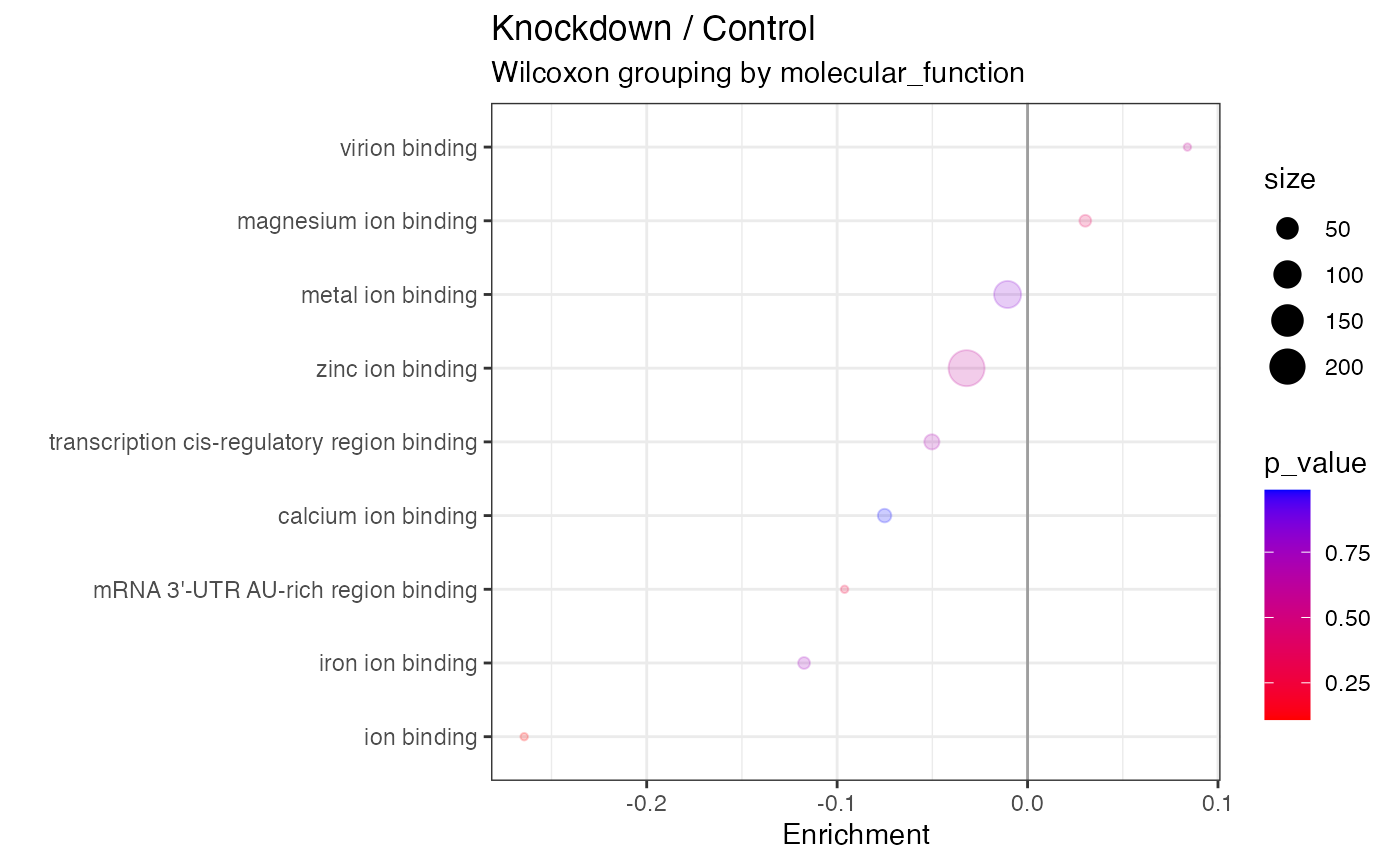 Knockdown / Control
Wilcoxon grouping by molecular_function
virion binding
magnesium ion binding
metal ion binding
zinc ion binding
transcription cis-regulatory region binding
calcium ion binding
mRNA 3'-UTR AU-rich region binding
iron ion binding
ion binding
-0.2 -0.1 0.0 0.1
Enrichment
size
50
100
150
200
p_value
0.75
0.50
0.25